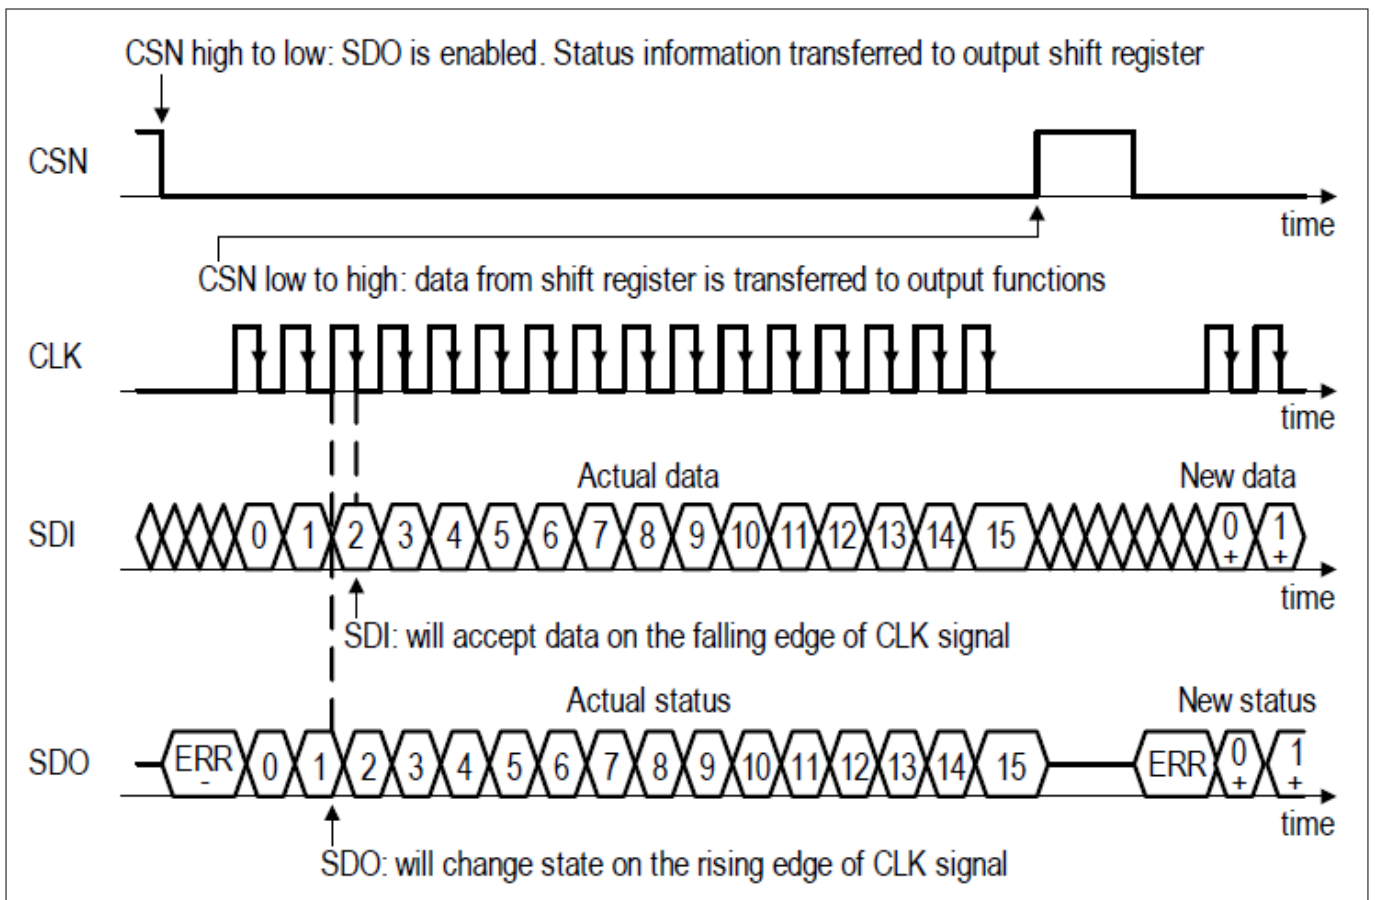 CSN high to low: SDO is enabled. Status information transferred to output shift register
CSN
time
CSN low to high: data from shift register is transferred to output functions
CLK
time
Actual data
New data
SDI
0 1 2 3 4 5 6 7 8 9 10 11 12 13 14 15 0 1
+ +
time
SDI: will accept data on the falling edge of CLK signal
Actual status
New status
SDO
ERR 0 1 2 3 4 5 6 7 8 9 10 11 12 13 14 15 ERR 0 1
- + +
time
SDO: will change state on the rising edge of CLK signal